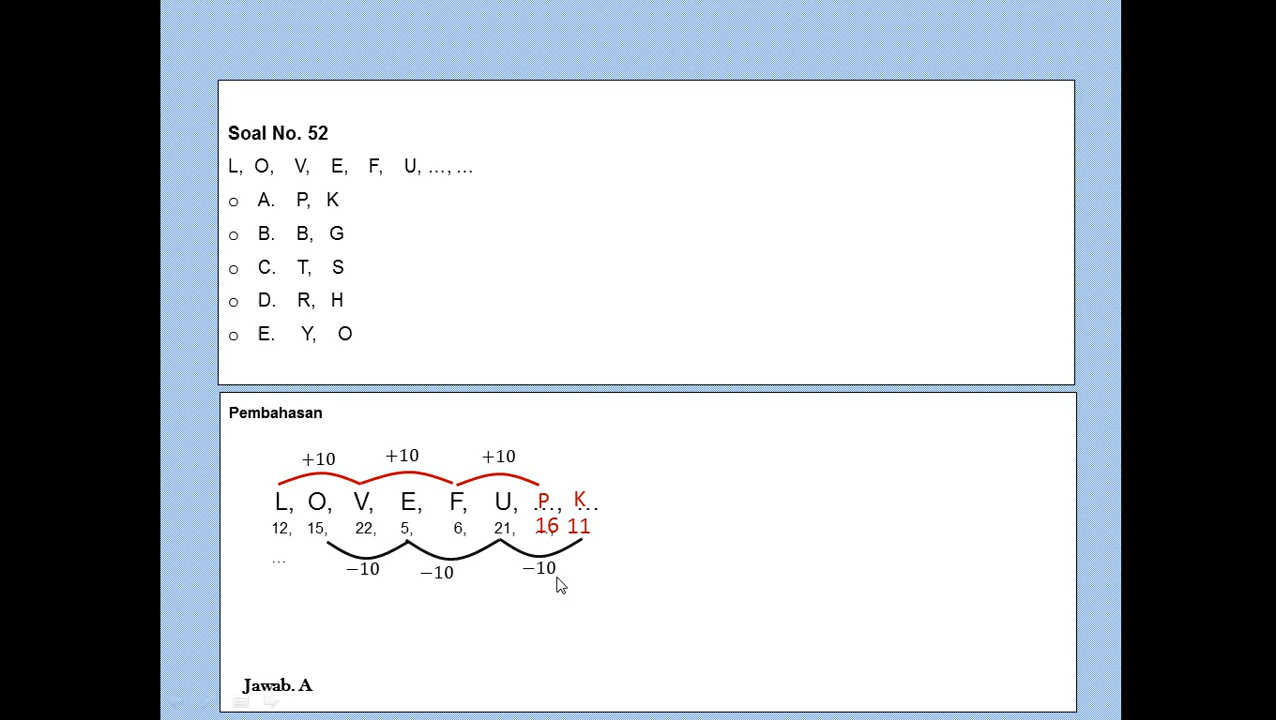 Soal No. 52
L, O, V, E, F, U, ..., ...
A. P, K
B. B, G
C. T, S
D. R, H
E. Y, O
Pembahasan
+10 +10 +10
L, O, V, E, F, U, P ..., K ...
12, 15, 22, 5, 6, 21, 16 ..., 11
...
−10 −10 −10
Jawab. A